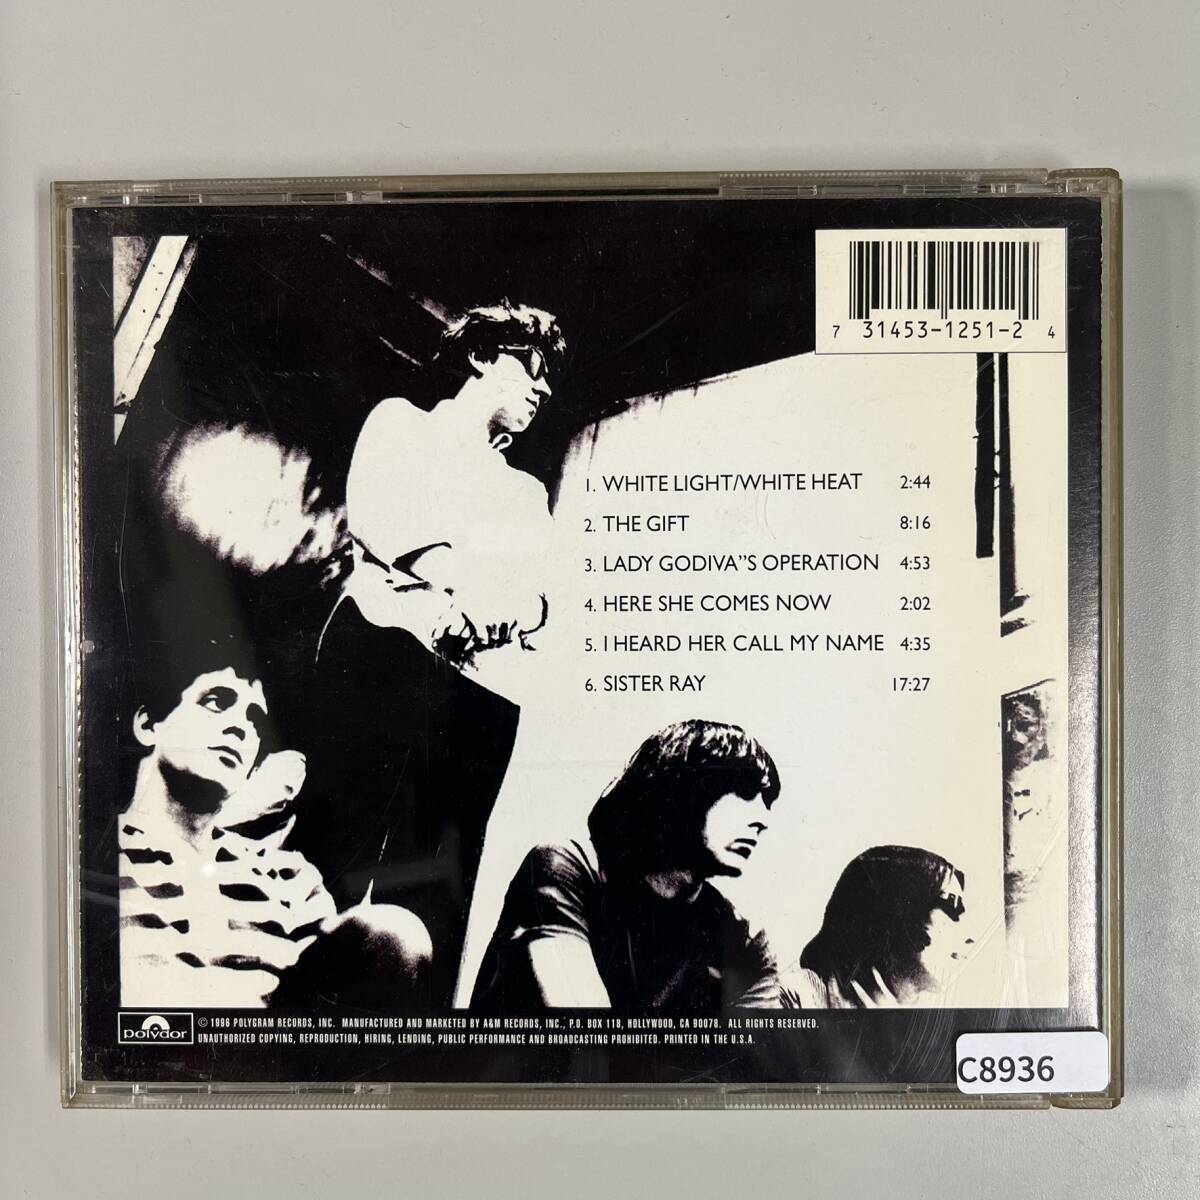 7 31453-1251-2 4
1. WHITE LIGHT/WHITE HEAT 2:44
2. THE GIFT 8:16
3. LADY GODIVA"S OPERATION 4:53
4. HERE SHE COMES NOW 2:02
5. I HEARD HER CALL MY NAME 4:35
6. SISTER RAY 17:27
polydor
© 1996 POLYGRAM RECORDS, INC. MANUFACTURED AND MARKETED BY A&M RECORDS, INC., P.O. BOX 118, HOLLYWOOD, CA 90078. ALL RIGHTS RESERVED.
UNAUTHORIZED COPYING, REPRODUCTION, HIRING, LENDING, PUBLIC PERFORMANCE AND BROADCASTING PROHIBITED. PRINTED IN THE U.S.A.
C8936